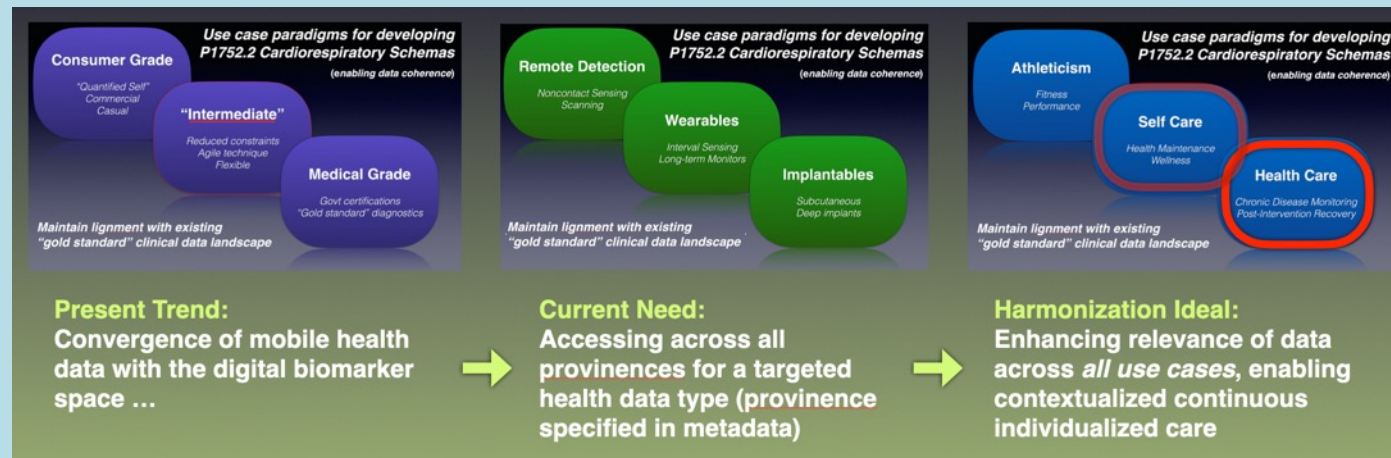 Use case paradigms for developing
P1752.2 Cardiorespiratory Schemas
(enabling data coherence)
Consumer Grade
"Quantified Self"
Commercial
Casual
"Intermediate"
Reduced constraints
Agile technique
Flexible
Medical Grade
Govt certifications
"Gold standard" diagnostics
Maintain lignment with existing
"gold standard" clinical data landscape
Use case paradigms for developing
P1752.2 Cardiorespiratory Schemas
(enabling data coherence)
Remote Detection
Noncontact Sensing
Scanning
Wearables
Interval Sensing
Long-term Monitors
Implantables
Subcutaneous
Deep implants
Maintain lignment with existing
"gold standard" clinical data landscape
Use case paradigms for developing
P1752.2 Cardiorespiratory Schemas
(enabling data coherence)
Athleticism
Fitness
Performance
Self Care
Health Maintenance
Wellness
Health Care
Chronic Disease Monitoring
Post-Intervention Recovery
Maintain lignment with existing
"gold standard" clinical data landscape
Present Trend:
Convergence of mobile health
data with the digital biomarker
space ...
Current Need:
Accessing across all
provinences for a targeted
health data type (provinence
specified in metadata)
Harmonization Ideal:
Enhancing relevance of data
across all use cases, enabling
contextualized continuous
individualized care